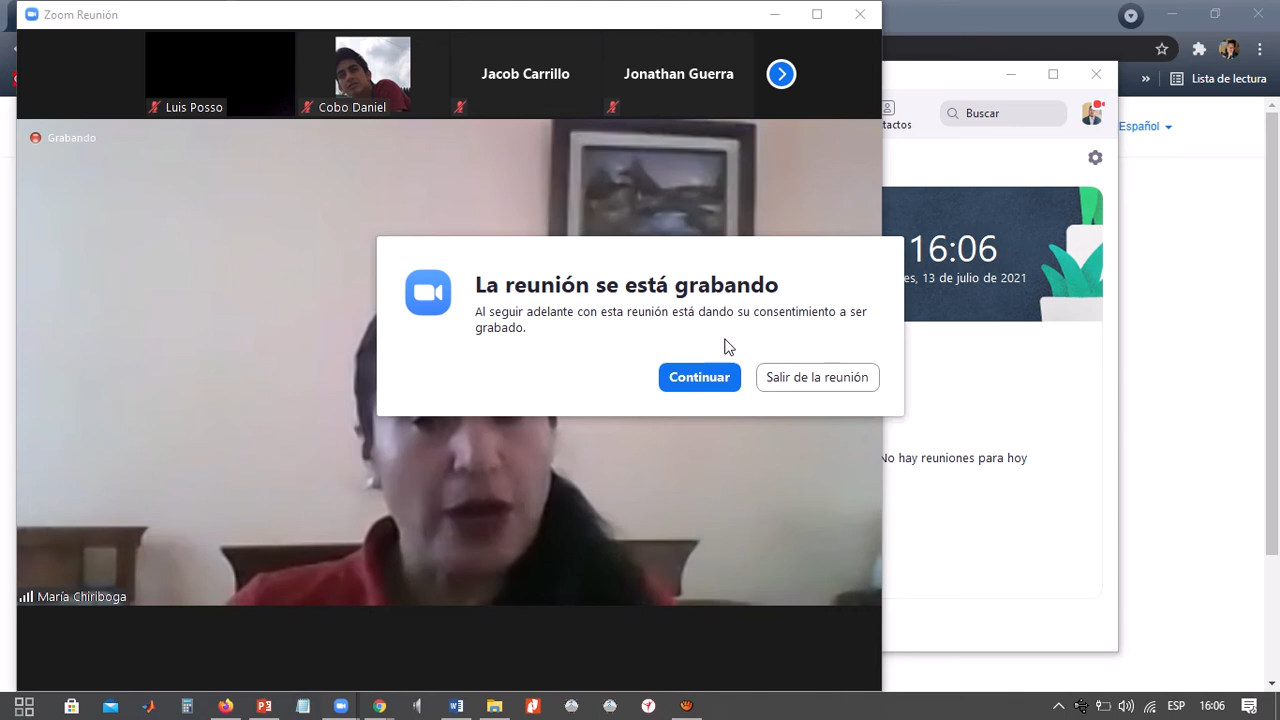 Zoom Reunión
Luis Posso
Cobo Daniel
Jacob Carrillo
Jonathan Guerra
Lista de lectura
Grabando
tactos
Buscar
Español
16:06
es, 13 de julio de 2021
La reunión se está grabando
Al seguir adelante con esta reunión está dando su consentimiento a ser
grabado.
Continuar
Salir de la reunión
No hay reuniones para hoy
María Chiriboga
ESP
16:06